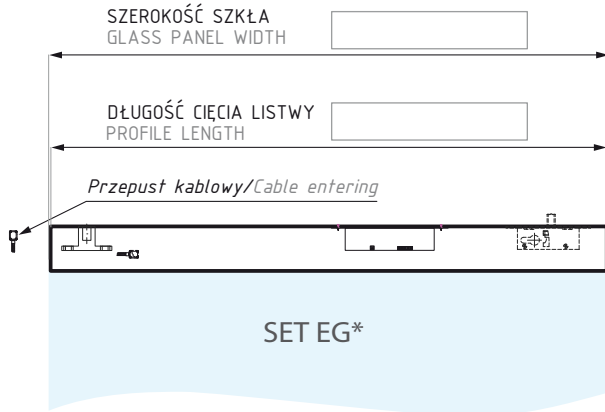 SZEROKOŚĆ SZKŁA
GLASS PANEL WIDTH
DŁUGOŚĆ CIĘCIA LISTWY
PROFILE LENGTH
Przepust kablowy/Cable entering
SET EG*